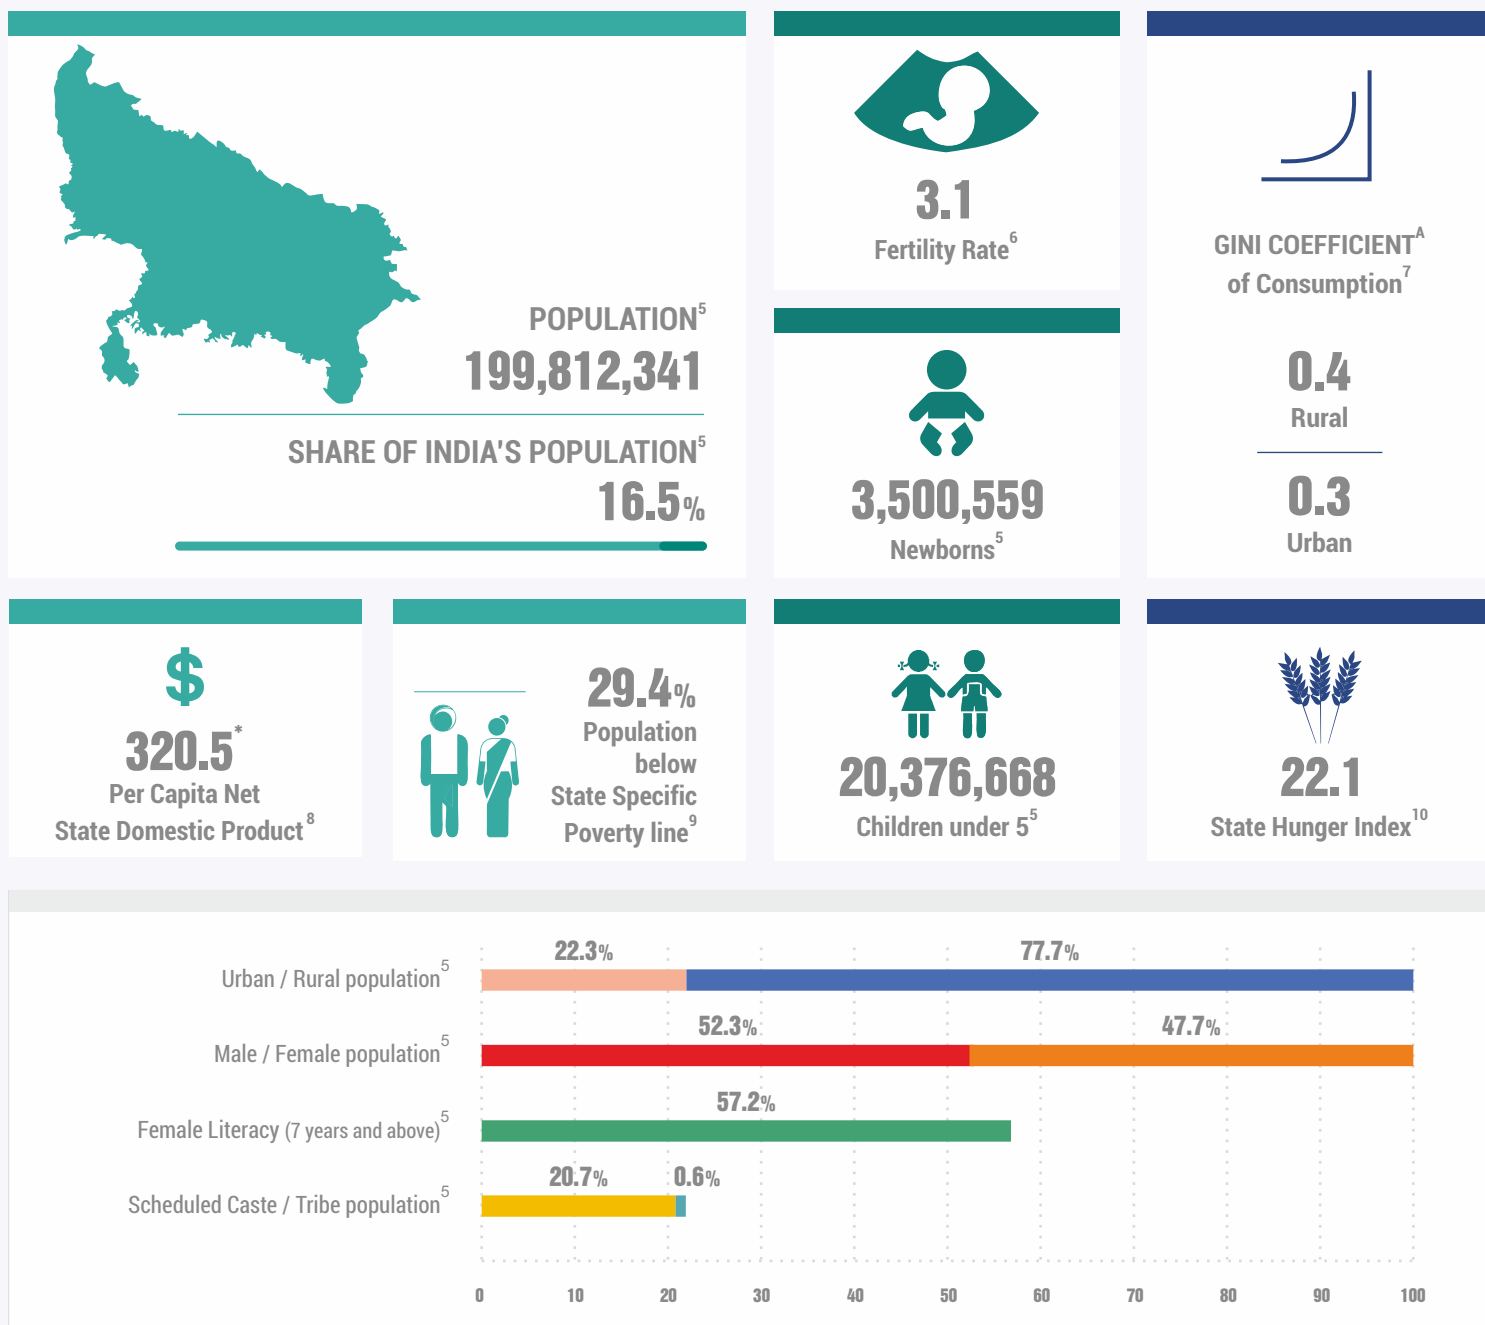 POPULATION5
199,812,341
SHARE OF INDIA'S POPULATION5
16.5%
3.1
Fertility Rate6
3,500,559
Newborns5
GINI COEFFICIENTA
of Consumption7
0.4
Rural
0.3
Urban
$
320.5*
Per Capita Net
State Domestic Product8
29.4%
Population
below
State Specific
Poverty line9
20,376,668
Children under 55
22.1
State Hunger Index10
22.3% 77.7%
Urban / Rural population5
52.3% 47.7%
Male / Female population5
57.2%
Female Literacy (7 years and above)5
20.7% 0.6%
Scheduled Caste / Tribe population5
0 10 20 30 40 50 60 70 80 90 100